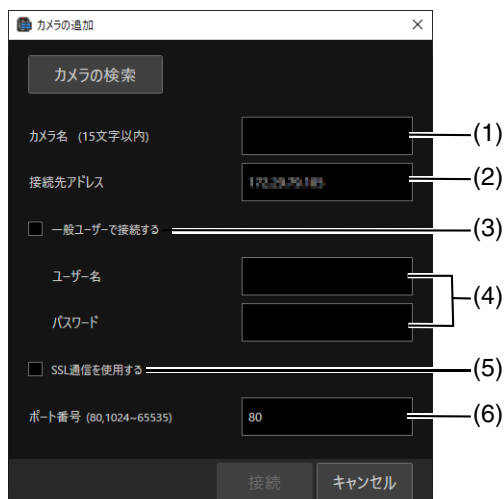 カメラの追加
カメラの検索
カメラ名 (15文字以内) (1)
接続先アドレス (2)
一般ユーザーで接続する (3)
ユーザー名
(4)
パスワード
SSL通信を使用する (5)
ポート番号 (80,1024~65535) 80 (6)
接続 キャンセル